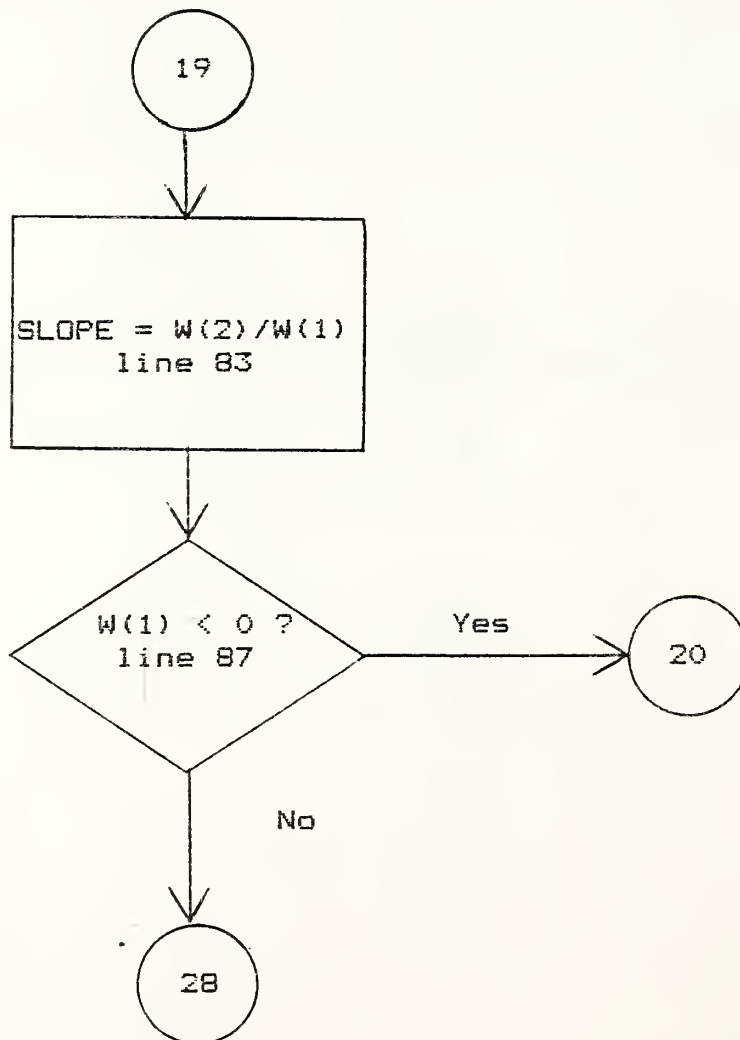 19
SLOPE = W(2)/W(1)
line 83
W(1) < 0 ?
line 87
Yes
20
No
28